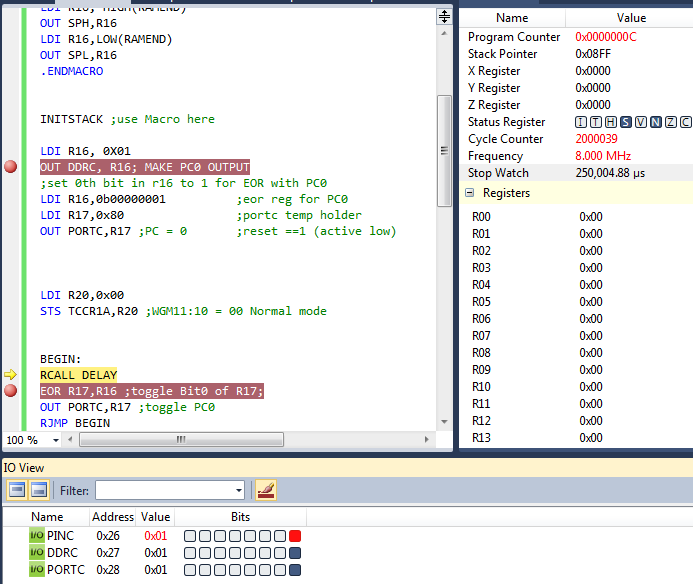 LDI R16, HIGH(RAMEND)
OUT SPH,R16
LDI R16,LOW(RAMEND)
OUT SPL,R16
.ENDMACRO
INITSTACK ;use Macro here
LDI R16, 0X01
OUT DDRC, R16; MAKE PC0 OUTPUT
;set 0th bit in r16 to 1 for EOR with PC0
LDI R16,0b00000001 ;eor reg for PC0
LDI R17,0x80 ;portc temp holder
OUT PORTC,R17 ;PC = 0 ;reset ==1 (active low)
LDI R20,0x00
STS TCCR1A,R20 ;WGM11:10 = 00 Normal mode
BEGIN:
RCALL DELAY
EOR R17,R16 ;toggle Bit0 of R17;
OUT PORTC,R17 ;toggle PC0
RJMP BEGIN
100 %
Name Value
Program Counter 0x0000000C
Stack Pointer 0x08FF
X Register 0x0000
Y Register 0x0000
Z Register 0x0000
Status Register I T H S V N Z C
Cycle Counter 2000039
Frequency 8.000 MHz
Stop Watch 250,004.88 µs
Registers
R00 0x00
R01 0x00
R02 0x00
R03 0x00
R04 0x00
R05 0x00
R06 0x00
R07 0x00
R08 0x00
R09 0x00
R10 0x00
R11 0x00
R12 0x00
R13 0x00
IO View
Filter:
Name Address Value Bits
I/O PINC 0x26 0x01
I/O DDRC 0x27 0x01
I/O PORTC 0x28 0x01